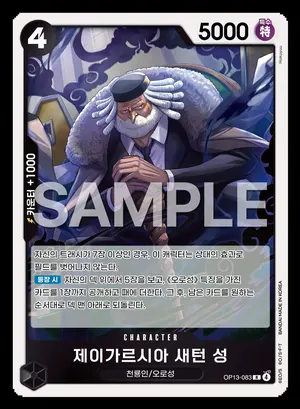 4
5000
특수
特
카운터 +1000
SAMPLE
자신의 트래시가 7장 이상인 경우, 이 캐릭터는 상대의 효과로
필드를 벗어나지 않는다.
등장 시 자신의 덱 위에서 5장을 보고, 《오로성》 특징을 가진
카드를 1장까지 공개하고 패에 더한다. 그 후, 남은 카드를 원하는
순서대로 덱 맨 아래로 되돌린다.
CHARACTER
제이가르시아 새턴 성
천룡인/오로성
OP13-083 R
BANDAI MADE IN KOREA